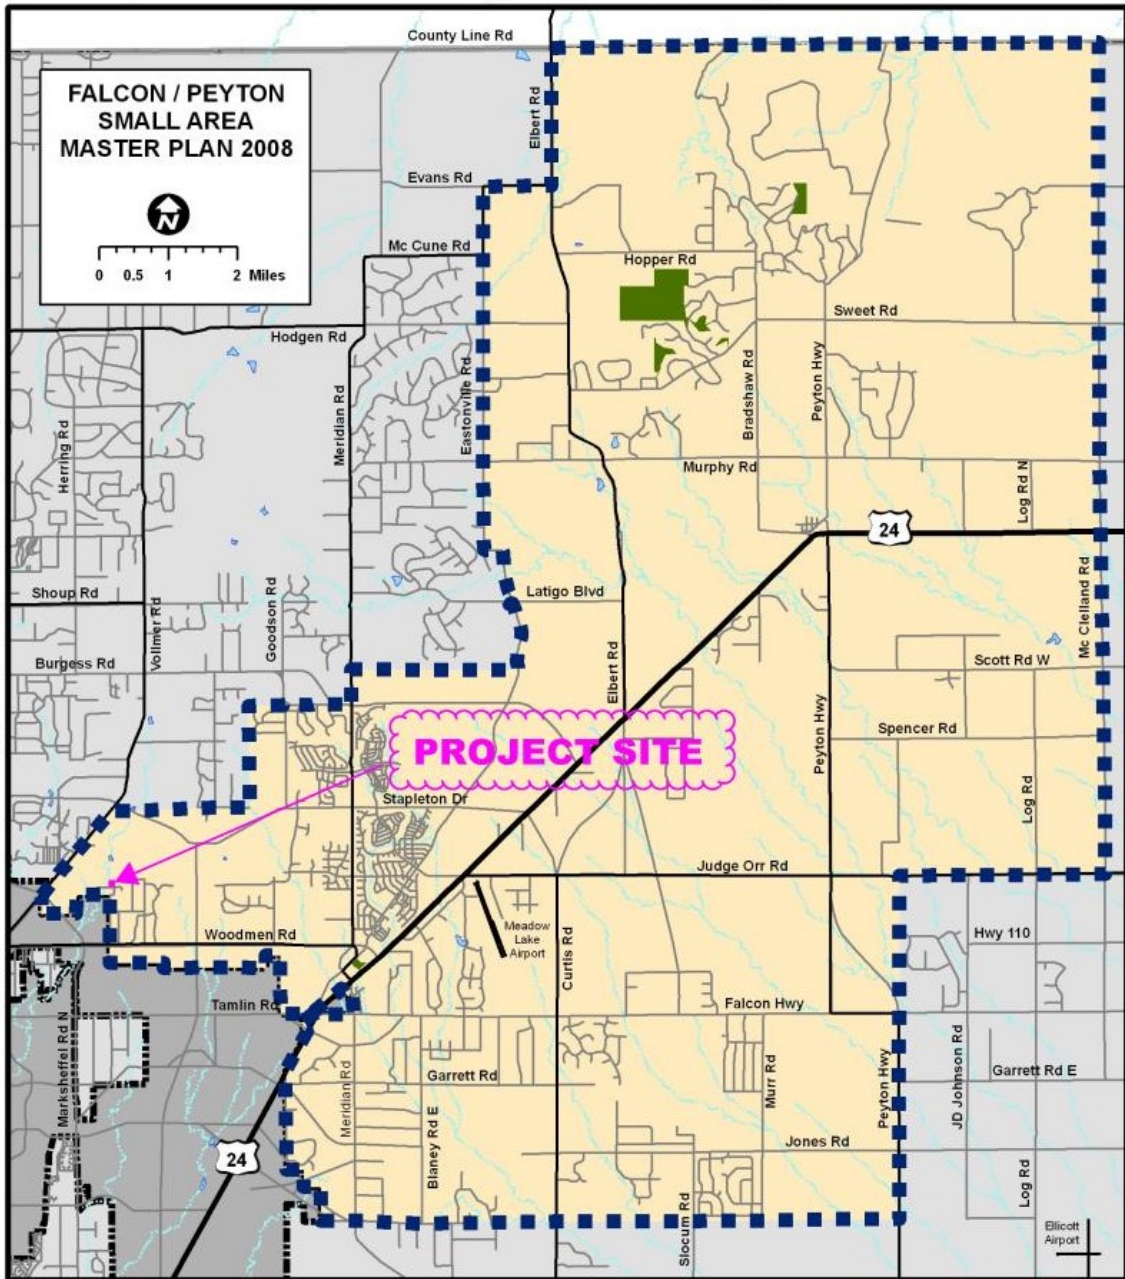 County Line Rd
FALCON / PEYTON
SMALL AREA
MASTER PLAN 2008
N
0 0.5 1 2 Miles
Elbert Rd
Evans Rd
Mc Cune Rd
Hopper Rd
Sweet Rd
Hodgen Rd
Meridian Rd
Eastonville Rd
Bradshaw Rd
Peyton Hwy
Herring Rd
Murphy Rd
Log Rd N
24
Shoup Rd
Vollmer Rd
Goodson Rd
Latigo Blvd
Mc Clelland Rd
Burgess Rd
Elbert Rd
Scott Rd W
Peyton Hwy
Spencer Rd
PROJECT SITE
Stapleton Dr
Log Rd
Judge Orr Rd
Meadow
Lake
Airport
Woodmen Rd
Curtis Rd
Hwy 110
Tamlin Rd
Falcon Hwy
Marksheffel Rd N
Meridian Rd
Garrett Rd
Blaney Rd E
Murr Rd
Peyton Hwy
JD Johnson Rd
Garrett Rd E
24
Jones Rd
Slocum Rd
Log Rd
Ellicott
Airport